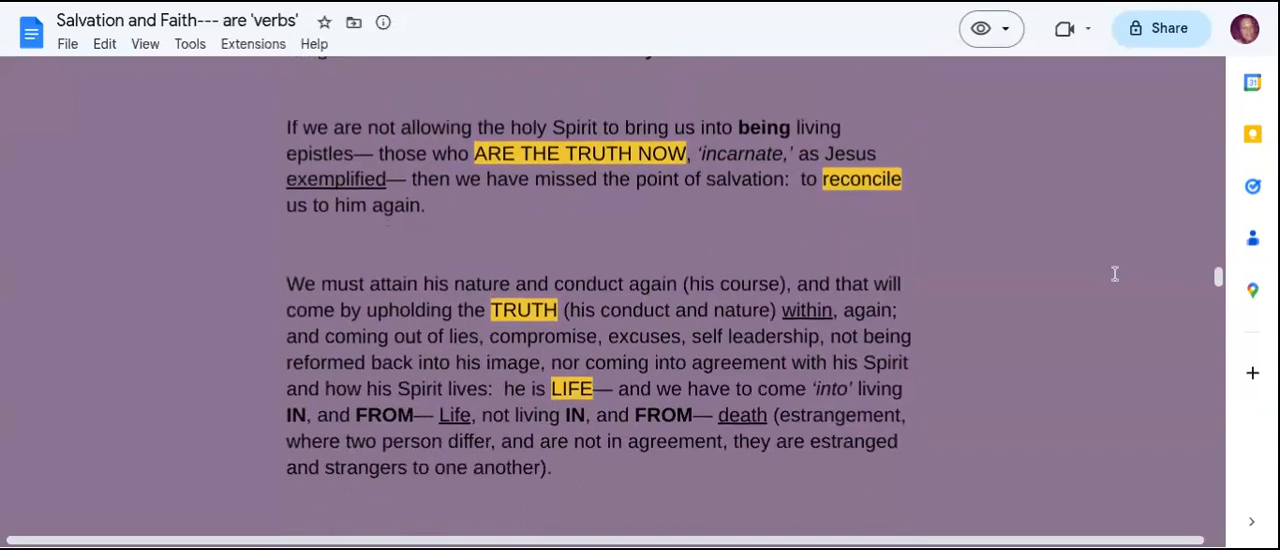 Salvation and Faith--- are 'verbs'
File Edit View Tools Extensions Help
Share
If we are not allowing the holy Spirit to bring us into being living
epistles— those who ARE THE TRUTH NOW, ‘incarnate,’ as Jesus
exemplified— then we have missed the point of salvation:  to reconcile
us to him again.
We must attain his nature and conduct again (his course), and that will
come by upholding the TRUTH (his conduct and nature) within, again;
and coming out of lies, compromise, excuses, self leadership, not being
reformed back into his image, nor coming into agreement with his Spirit
and how his Spirit lives:  he is LIFE— and we have to come ‘into’ living
IN, and FROM— Life, not living IN, and FROM— death (estrangement,
where two person differ, and are not in agreement, they are estranged
and strangers to one another).